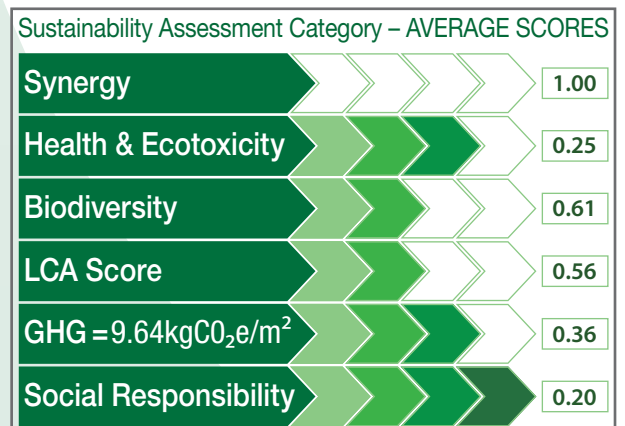 Sustainability Assessment Category – AVERAGE SCORES
Synergy 1.00
Health & Ecotoxicity 0.25
Biodiversity 0.61
LCA Score 0.56
GHG = 9.64kgC0₂e/m² 0.36
Social Responsibility 0.20